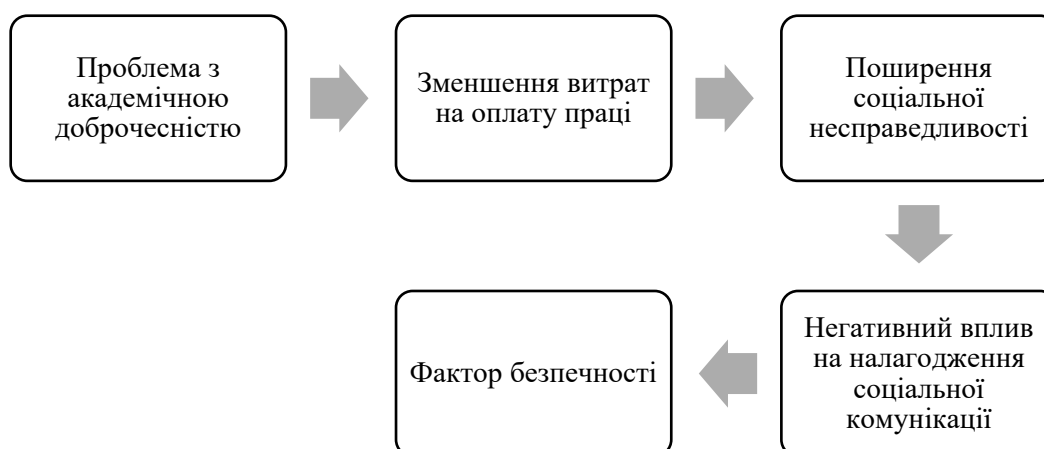 Проблема з
академічною
доброчесністю
Зменшення витрат
на оплату праці
Поширення
соціальної
несправедливості
Негативний вплив
на налагодження
соціальної
комунікації
Фактор безпечності